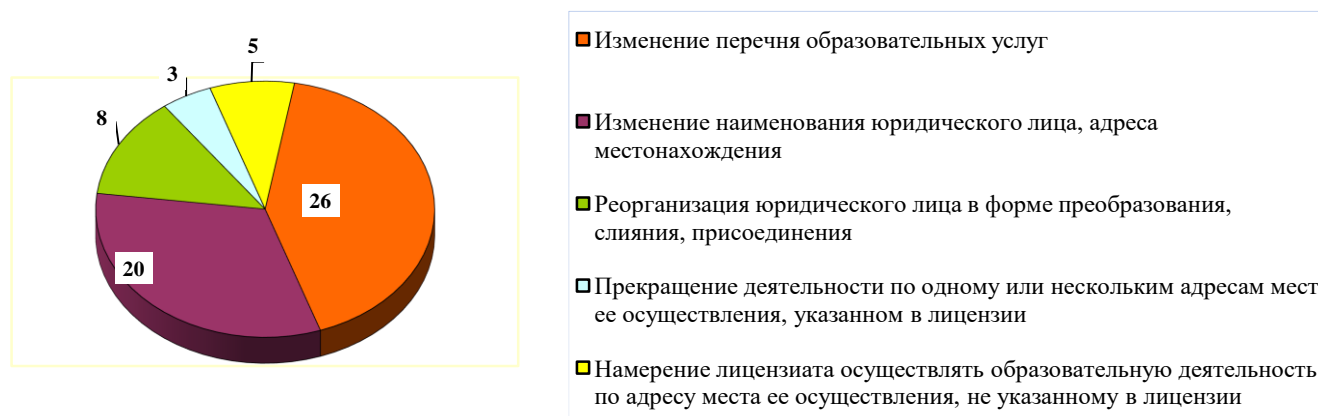 5
3
8
26
20
Изменение перечня образовательных услуг
Изменение наименования юридического лица, адреса
местонахождения
Реорганизация юридического лица в форме преобразования,
слияния, присоединения
Прекращение деятельности по одному или нескольким адресам мест
ее осуществления, указанном в лицензии
Намерение лицензиата осуществлять образовательную деятельность
по адресу места ее осуществления, не указанному в лицензии